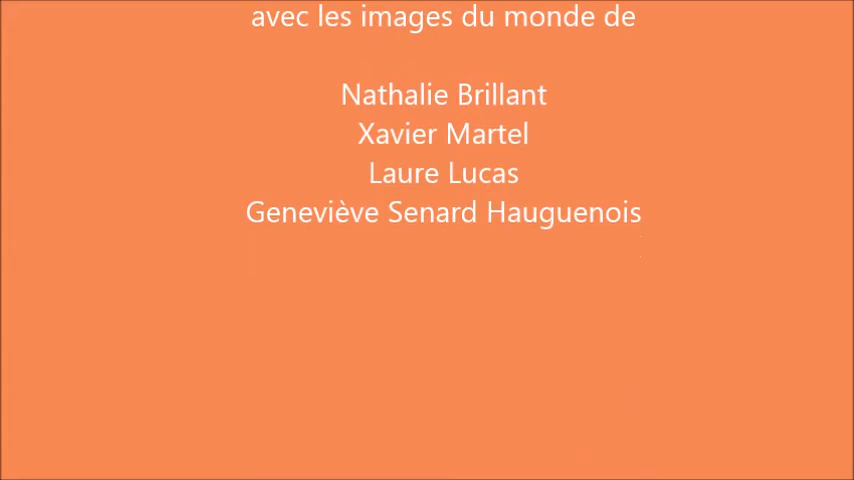 avec les images du monde de
Nathalie Brillant
Xavier Martel
Laure Lucas
Geneviève Senard Hauguenois